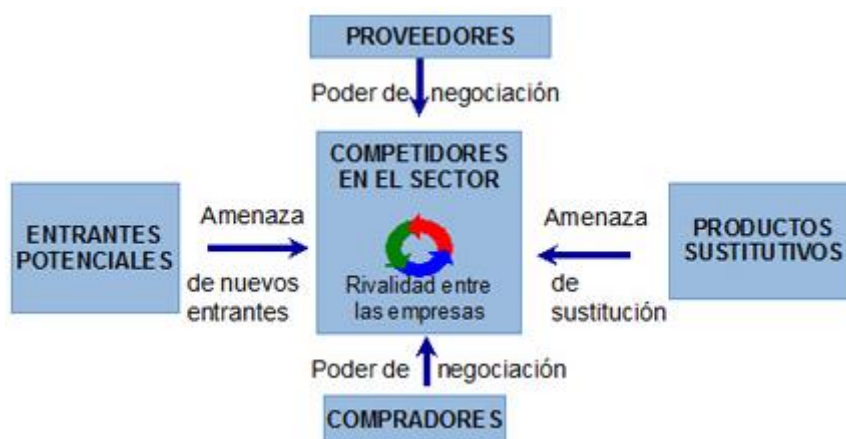 PROVEEDORES
Poder de negociación
COMPETIDORES
EN EL SECTOR
Rivalidad entre
las empresas
ENTRANTES
POTENCIALES
Amenaza
de nuevos
entrantes
Amenaza
de
sustitución
PRODUCTOS
SUSTITUTIVOS
Poder de negociación
COMPRADORES